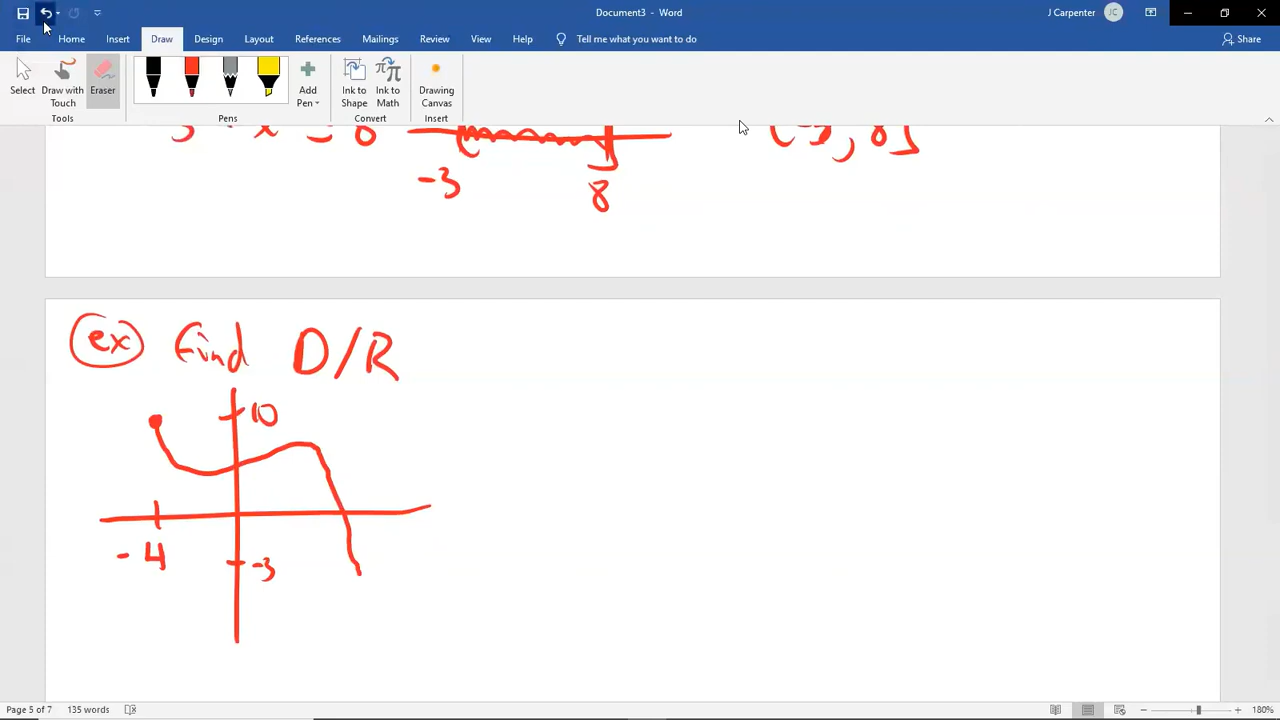 Document3 - Word
J Carpenter
JC
File Home Insert Draw Design Layout References Mailings Review View Help Tell me what you want to do
Share
Select
Draw with Touch
Eraser
Add Pen
Ink to Shape
Ink to Math
Drawing Canvas
Tools
Pens
Convert
Insert
-3
8
ex Find D/R
10
-4
-3
Page 5 of 7 135 words
180%